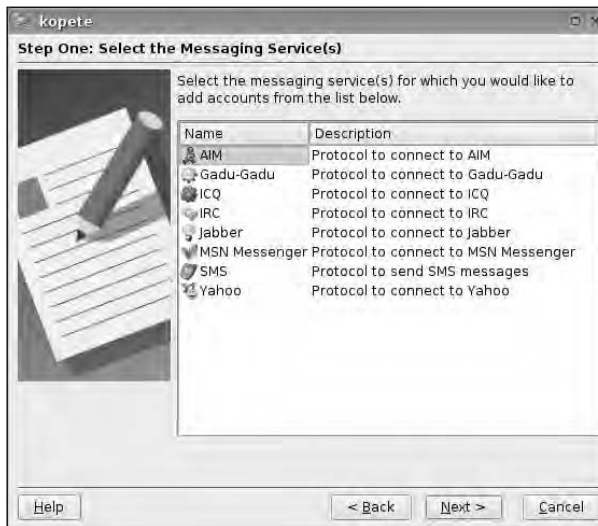 kopete
Step One: Select the Messaging Service(s)
Select the messaging service(s) for which you would like to
add accounts from the list below.
Name Description
AIM Protocol to connect to AIM
Gadu-Gadu Protocol to connect to Gadu-Gadu
ICQ Protocol to connect to ICQ
IRC Protocol to connect to IRC
Jabber Protocol to connect to Jabber
MSN Messenger Protocol to connect to MSN Messenger
SMS Protocol to send SMS messages
Yahoo Protocol to connect to Yahoo
Help < Back Next > Cancel